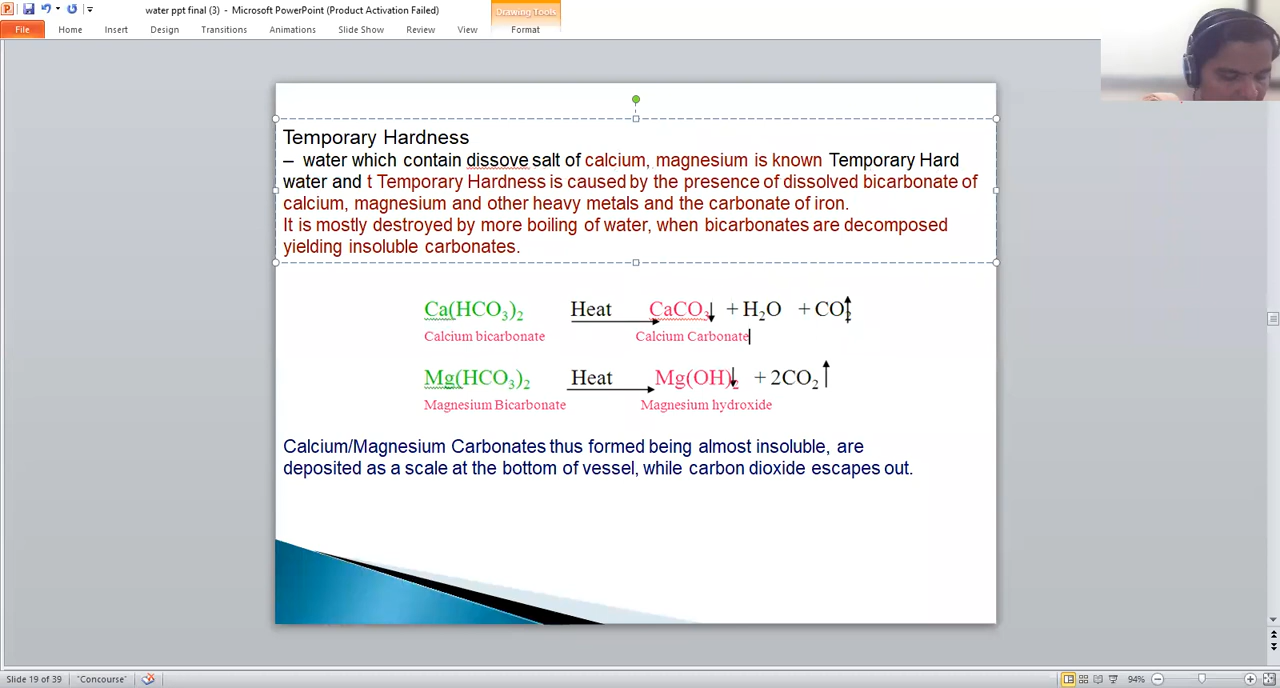 water ppt final (3) - Microsoft PowerPoint (Product Activation Failed)
Drawing Tools
File Home Insert Design Transitions Animations Slide Show Review View Format
Temporary Hardness
– water which contain dissove salt of calcium, magnesium is known Temporary Hard
water and t Temporary Hardness is caused by the presence of dissolved bicarbonate of
calcium, magnesium and other heavy metals and the carbonate of iron.
It is mostly destroyed by more boiling of water, when bicarbonates are decomposed
yielding insoluble carbonates.
Ca(HCO₃)₂ Heat CaCO₃↓ + H₂O + CO₂↑
Calcium bicarbonate Calcium Carbonate
Mg(HCO₃)₂ Heat Mg(OH)₂↓ + 2CO₂↑
Magnesium Bicarbonate Magnesium hydroxide
Calcium/Magnesium Carbonates thus formed being almost insoluble, are
deposited as a scale at the bottom of vessel, while carbon dioxide escapes out.
Slide 19 of 39 "Concourse" 94%